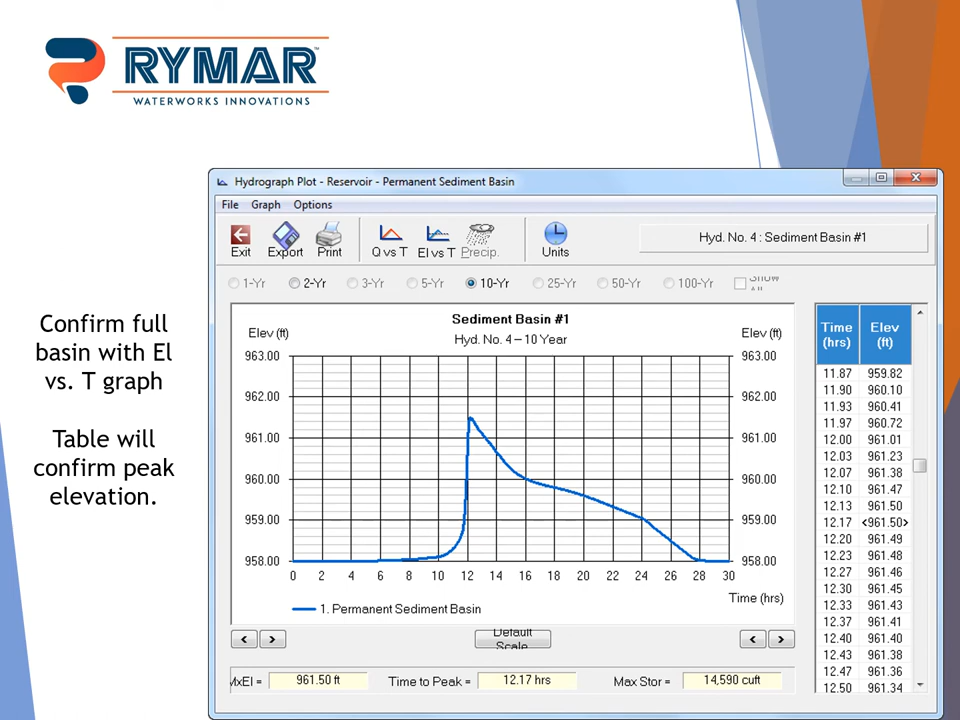 RYMAR™
WATERWORKS INNOVATIONS
Confirm full
basin with El
vs. T graph
Table will
confirm peak
elevation.
Hydrograph Plot - Reservoir - Permanent Sediment Basin
File Graph Options
Exit Export Print Q vs T El vs T Precip. Units
Hyd. No. 4 : Sediment Basin #1
1-Yr 2-Yr 3-Yr 5-Yr 10-Yr 25-Yr 50-Yr 100-Yr Show All
Sediment Basin #1
Hyd. No. 4 -- 10 Year
Elev (ft) Elev (ft)
963.00 963.00
962.00 962.00
961.00 961.00
960.00 960.00
959.00 959.00
958.00 958.00
0 2 4 6 8 10 12 14 16 18 20 22 24 26 28 30
Time (hrs)
1. Permanent Sediment Basin
< > Default Scale < >
MxEl = 961.50 ft Time to Peak = 12.17 hrs Max Stor = 14,590 cuft
Time Elev
(hrs) (ft)
11.87 959.82
11.90 960.10
11.93 960.41
11.97 960.72
12.00 961.01
12.03 961.23
12.07 961.38
12.10 961.47
12.13 961.50
12.17 <961.50>
12.20 961.49
12.23 961.48
12.27 961.46
12.30 961.45
12.33 961.43
12.37 961.41
12.40 961.40
12.43 961.38
12.47 961.36
12.50 961.34